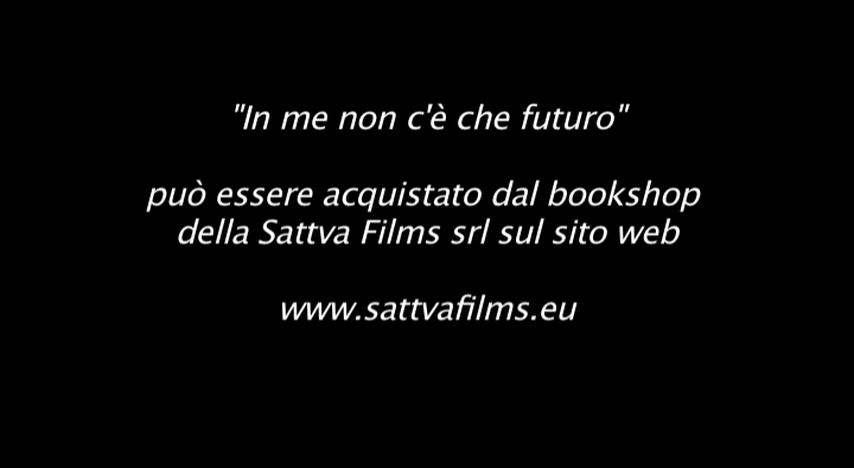 "In me non c'è che futuro"
può essere acquistato dal bookshop
della Sattva Films srl sul sito web
www.sattvafilms.eu